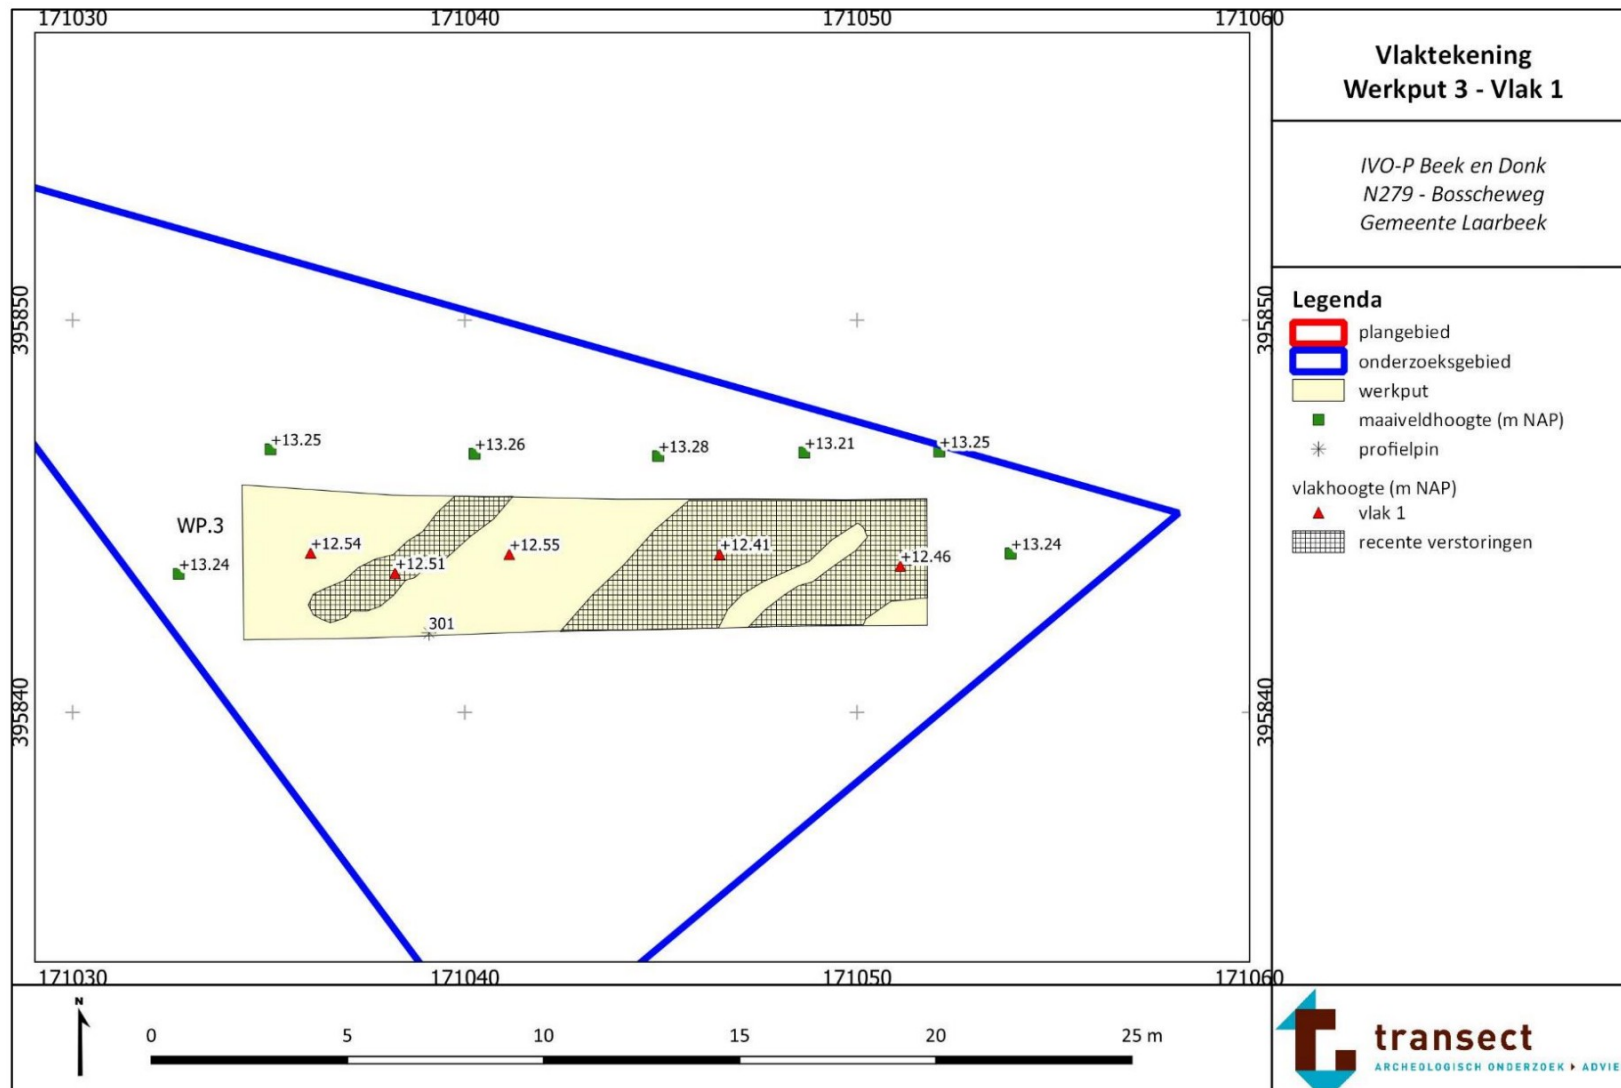 171030 171040 171050 171060
Vlaktekening
Werkput 3 - Vlak 1
IVO-P Beek en Donk
N279 - Bosscheweg
Gemeente Laarbeek
395850 395850
Legenda
plangebied
onderzoeksgebied
werkput
maaiveldhoogte (m NAP)
profielpin
vlakhoogte (m NAP)
vlak 1
recente verstoringen
+13.25 +13.26 +13.28 +13.21 +13.25
WP.3
+12.54 +12.55 +12.41 +13.24
+13.24 +12.51 +12.46
301
395840 395840
171030 171040 171050 171060
N
0 5 10 15 20 25 m
transect
ARCHEOLOGISCH ONDERZOEK ADVIE